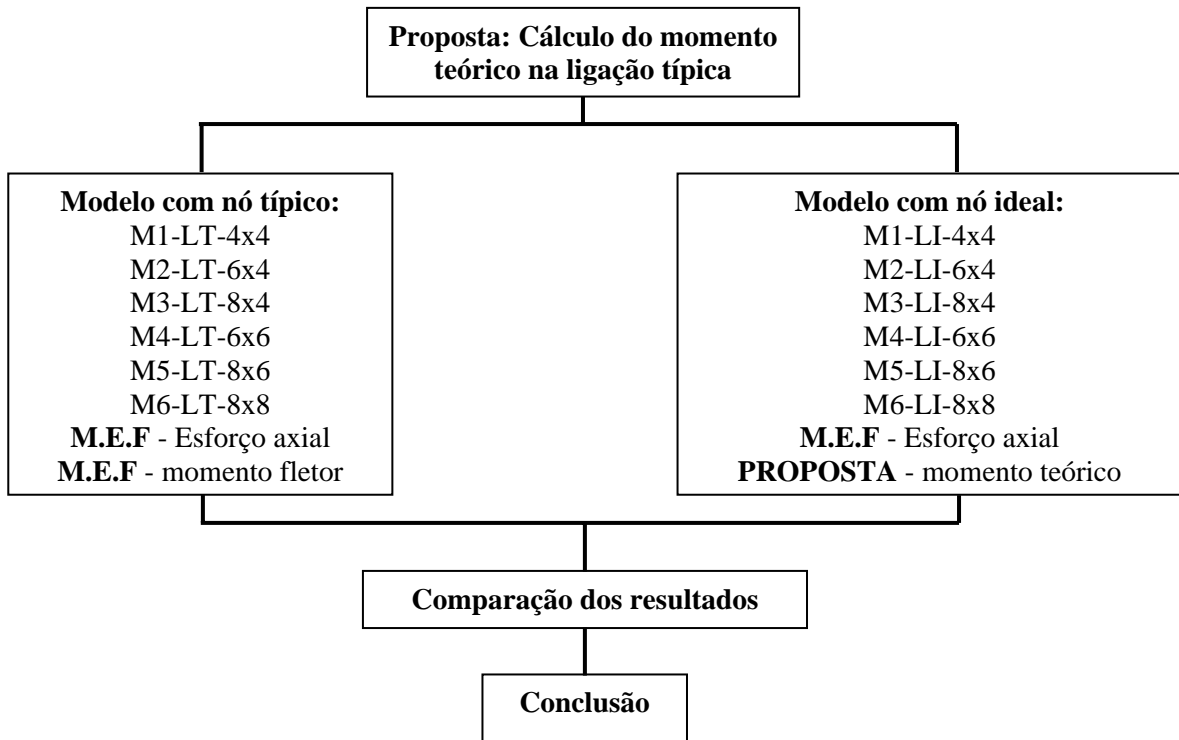 Proposta: Cálculo do momento
teórico na ligação típica
Modelo com nó típico:
M1-LT-4x4
M2-LT-6x4
M3-LT-8x4
M4-LT-6x6
M5-LT-8x6
M6-LT-8x8
M.E.F - Esforço axial
M.E.F - momento fletor
Modelo com nó ideal:
M1-LI-4x4
M2-LI-6x4
M3-LI-8x4
M4-LI-6x6
M5-LI-8x6
M6-LI-8x8
M.E.F - Esforço axial
PROPOSTA - momento teórico
Comparação dos resultados
Conclusão